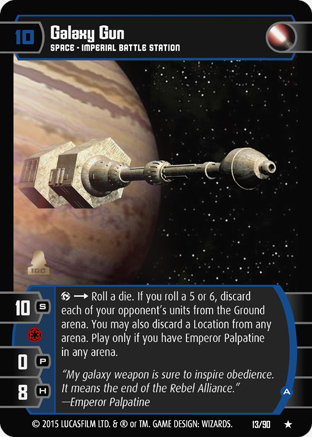 10 Galaxy Gun
SPACE - IMPERIAL BATTLE STATION
10 S
0 P
8 H
Roll a die. If you roll a 5 or 6, discard
each of your opponent's units from the Ground
arena. You may also discard a Location from any
arena. Play only if you have Emperor Palpatine
in any arena.
"My galaxy weapon is sure to inspire obedience.
It means the end of the Rebel Alliance."
—Emperor Palpatine
A
© 2015 LUCASFILM LTD. & ® or TM. GAME DESIGN: WIZARDS. 13/90 ★